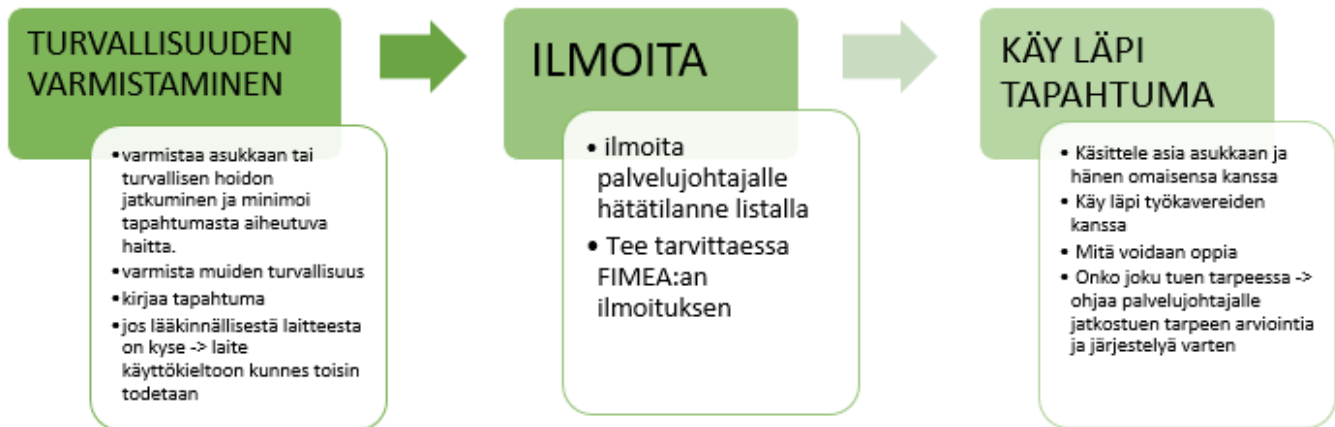 TURVALLISUUDEN
VARMISTAMINEN
•varmistaa asukkaan tai
turvallisen hoidon
jatkuminen ja minimoi
tapahtumasta aiheutuva
haitta.
•varmista muiden turvallisuus
•kirjaa tapahtuma
•jos lääkinnällisestä laitteesta
on kyse -> laite
käyttökieltoon kunnes toisin
todetaan
ILMOITA
• ilmoita
palvelujohtajalle
hätätilanne listalla
• Tee tarvittaessa
FIMEA:an
ilmoituksen
KÄY LÄPI
TAPAHTUMA
• Käsittele asia asukkaan ja
hänen omaisensa kanssa
• Käy läpi työkavereiden
kanssa
• Mitä voidaan oppia
• Onko joku tuen tarpeessa ->
ohjaa palvelujohtajalle
jatkostuen tarpeen arviointia
ja järjestelyä varten